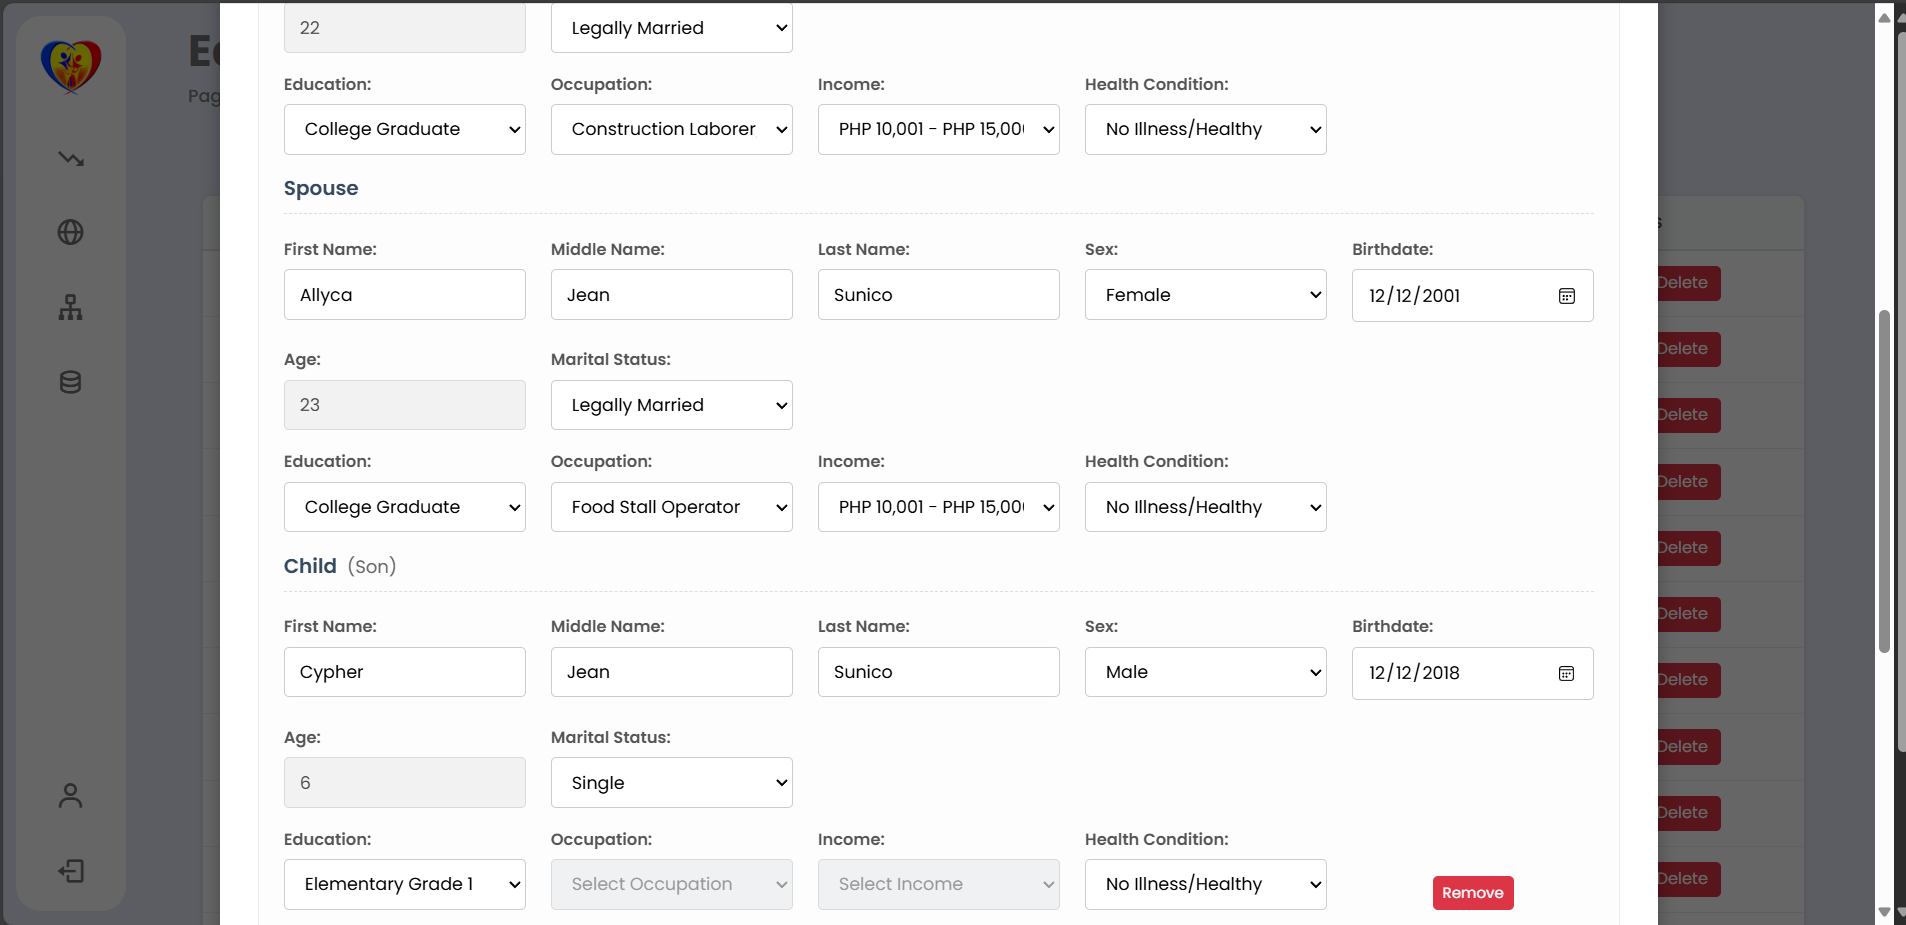 22 Legally Married
Education: Occupation: Income: Health Condition:
College Graduate Construction Laborer PHP 10,001 - PHP 15,00 No Illness/Healthy
Spouse
First Name: Middle Name: Last Name: Sex: Birthdate:
Allyca Jean Sunico Female 12/12/2001
Age: Marital Status:
23 Legally Married
Education: Occupation: Income: Health Condition:
College Graduate Food Stall Operator PHP 10,001 - PHP 15,00 No Illness/Healthy
Child (Son)
First Name: Middle Name: Last Name: Sex: Birthdate:
Cypher Jean Sunico Male 12/12/2018
Age: Marital Status:
6 Single
Education: Occupation: Income: Health Condition:
Elementary Grade 1 Select Occupation Select Income No Illness/Healthy
Remove
Delete
Delete
Delete
Delete
Delete
Delete
Delete
Delete
Delete
Delete